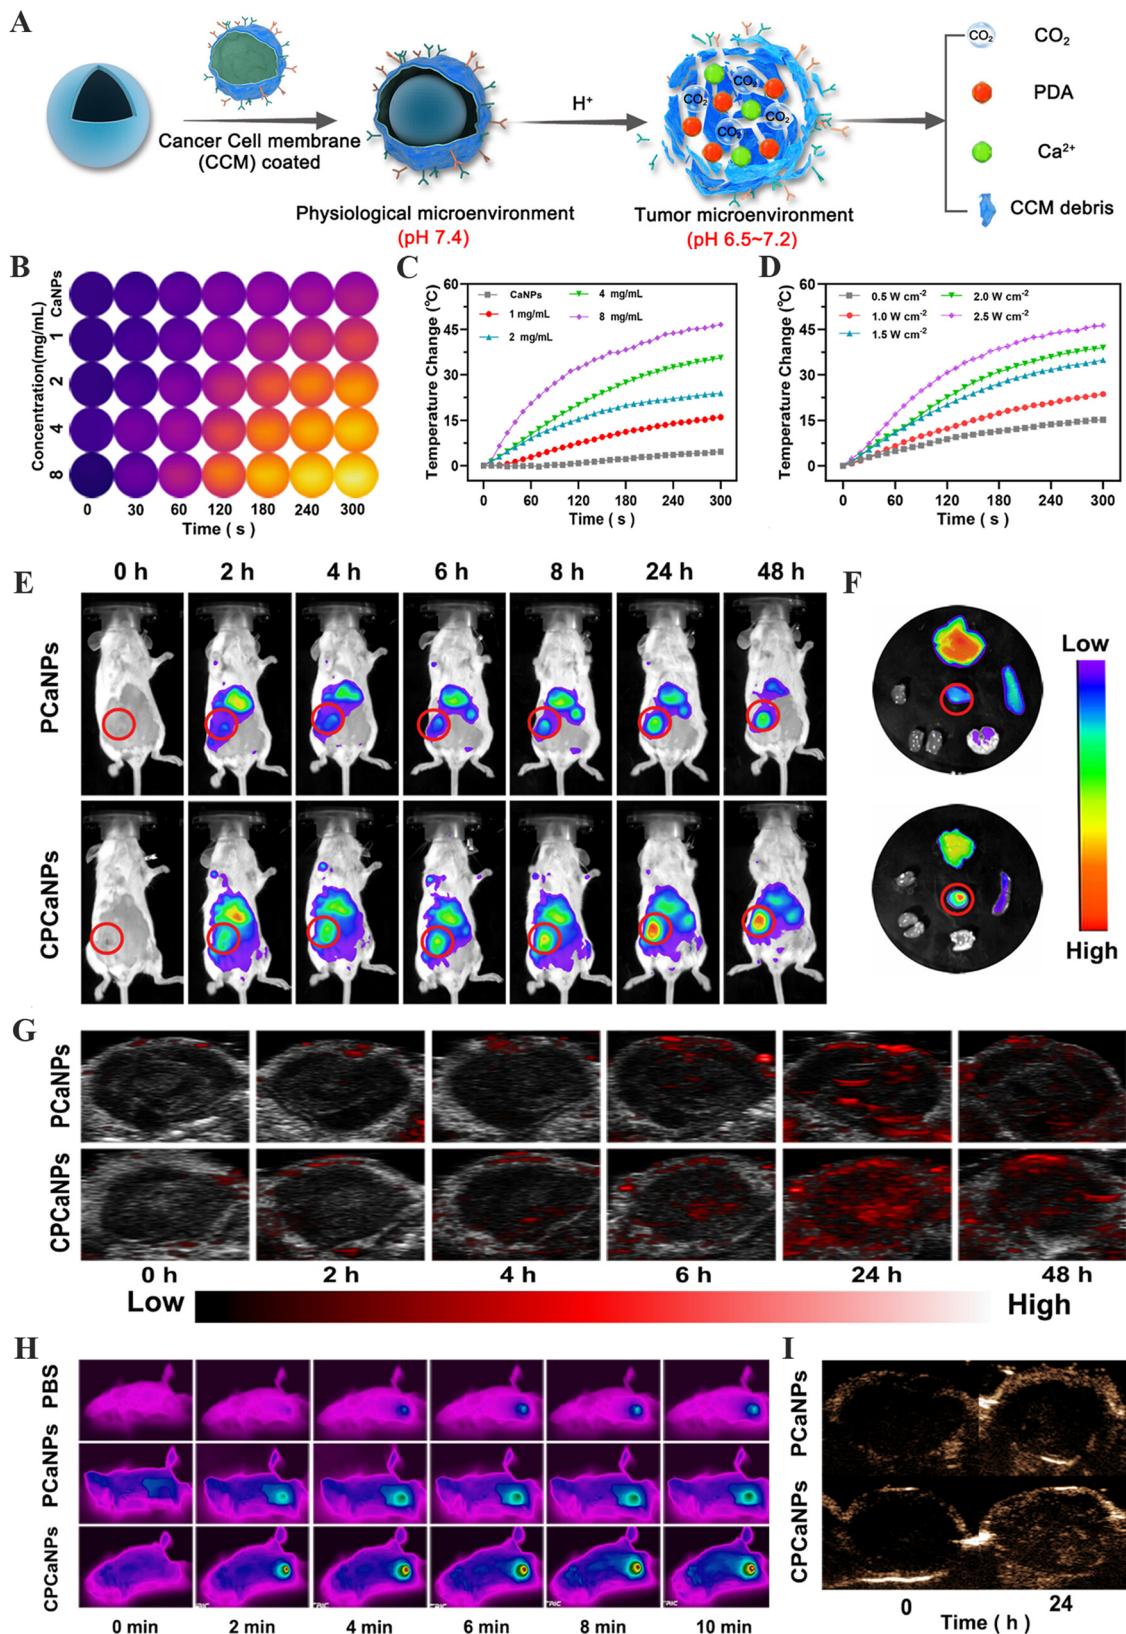 A
CO₂
Cancer Cell membrane
(CCM) coated
H⁺
CO₂
CO₂
CO₂
CO₂
CO₂
PDA
Ca²⁺
CCM debris
Physiological microenvironment
(pH 7.4)
Tumor microenvironment
(pH 6.5~7.2)
B
Concentration(mg/mL)
CaNPs
1
2
4
8
0 30 60 120 180 240 300
Time ( s )
C
Temperature Change (℃)
60
45
30
15
0
CaNPs
1 mg/mL
2 mg/mL
4 mg/mL
8 mg/mL
0 60 120 180 240 300
Time ( s )
D
Temperature Change (℃)
60
45
30
15
0
0.5 W cm⁻²
1.0 W cm⁻²
1.5 W cm⁻²
2.0 W cm⁻²
2.5 W cm⁻²
0 60 120 180 240 300
Time ( s )
E
0 h 2 h 4 h 6 h 8 h 24 h 48 h
PCaNPs
CPCaNPs
F
Low
High
G
PCaNPs
CPCaNPs
0 h 2 h 4 h 6 h 24 h 48 h
Low High
H
PBS
PCaNPs
CPCaNPs
0 min 2 min 4 min 6 min 8 min 10 min
I
PCaNPs
CPCaNPs
0 24
Time ( h )